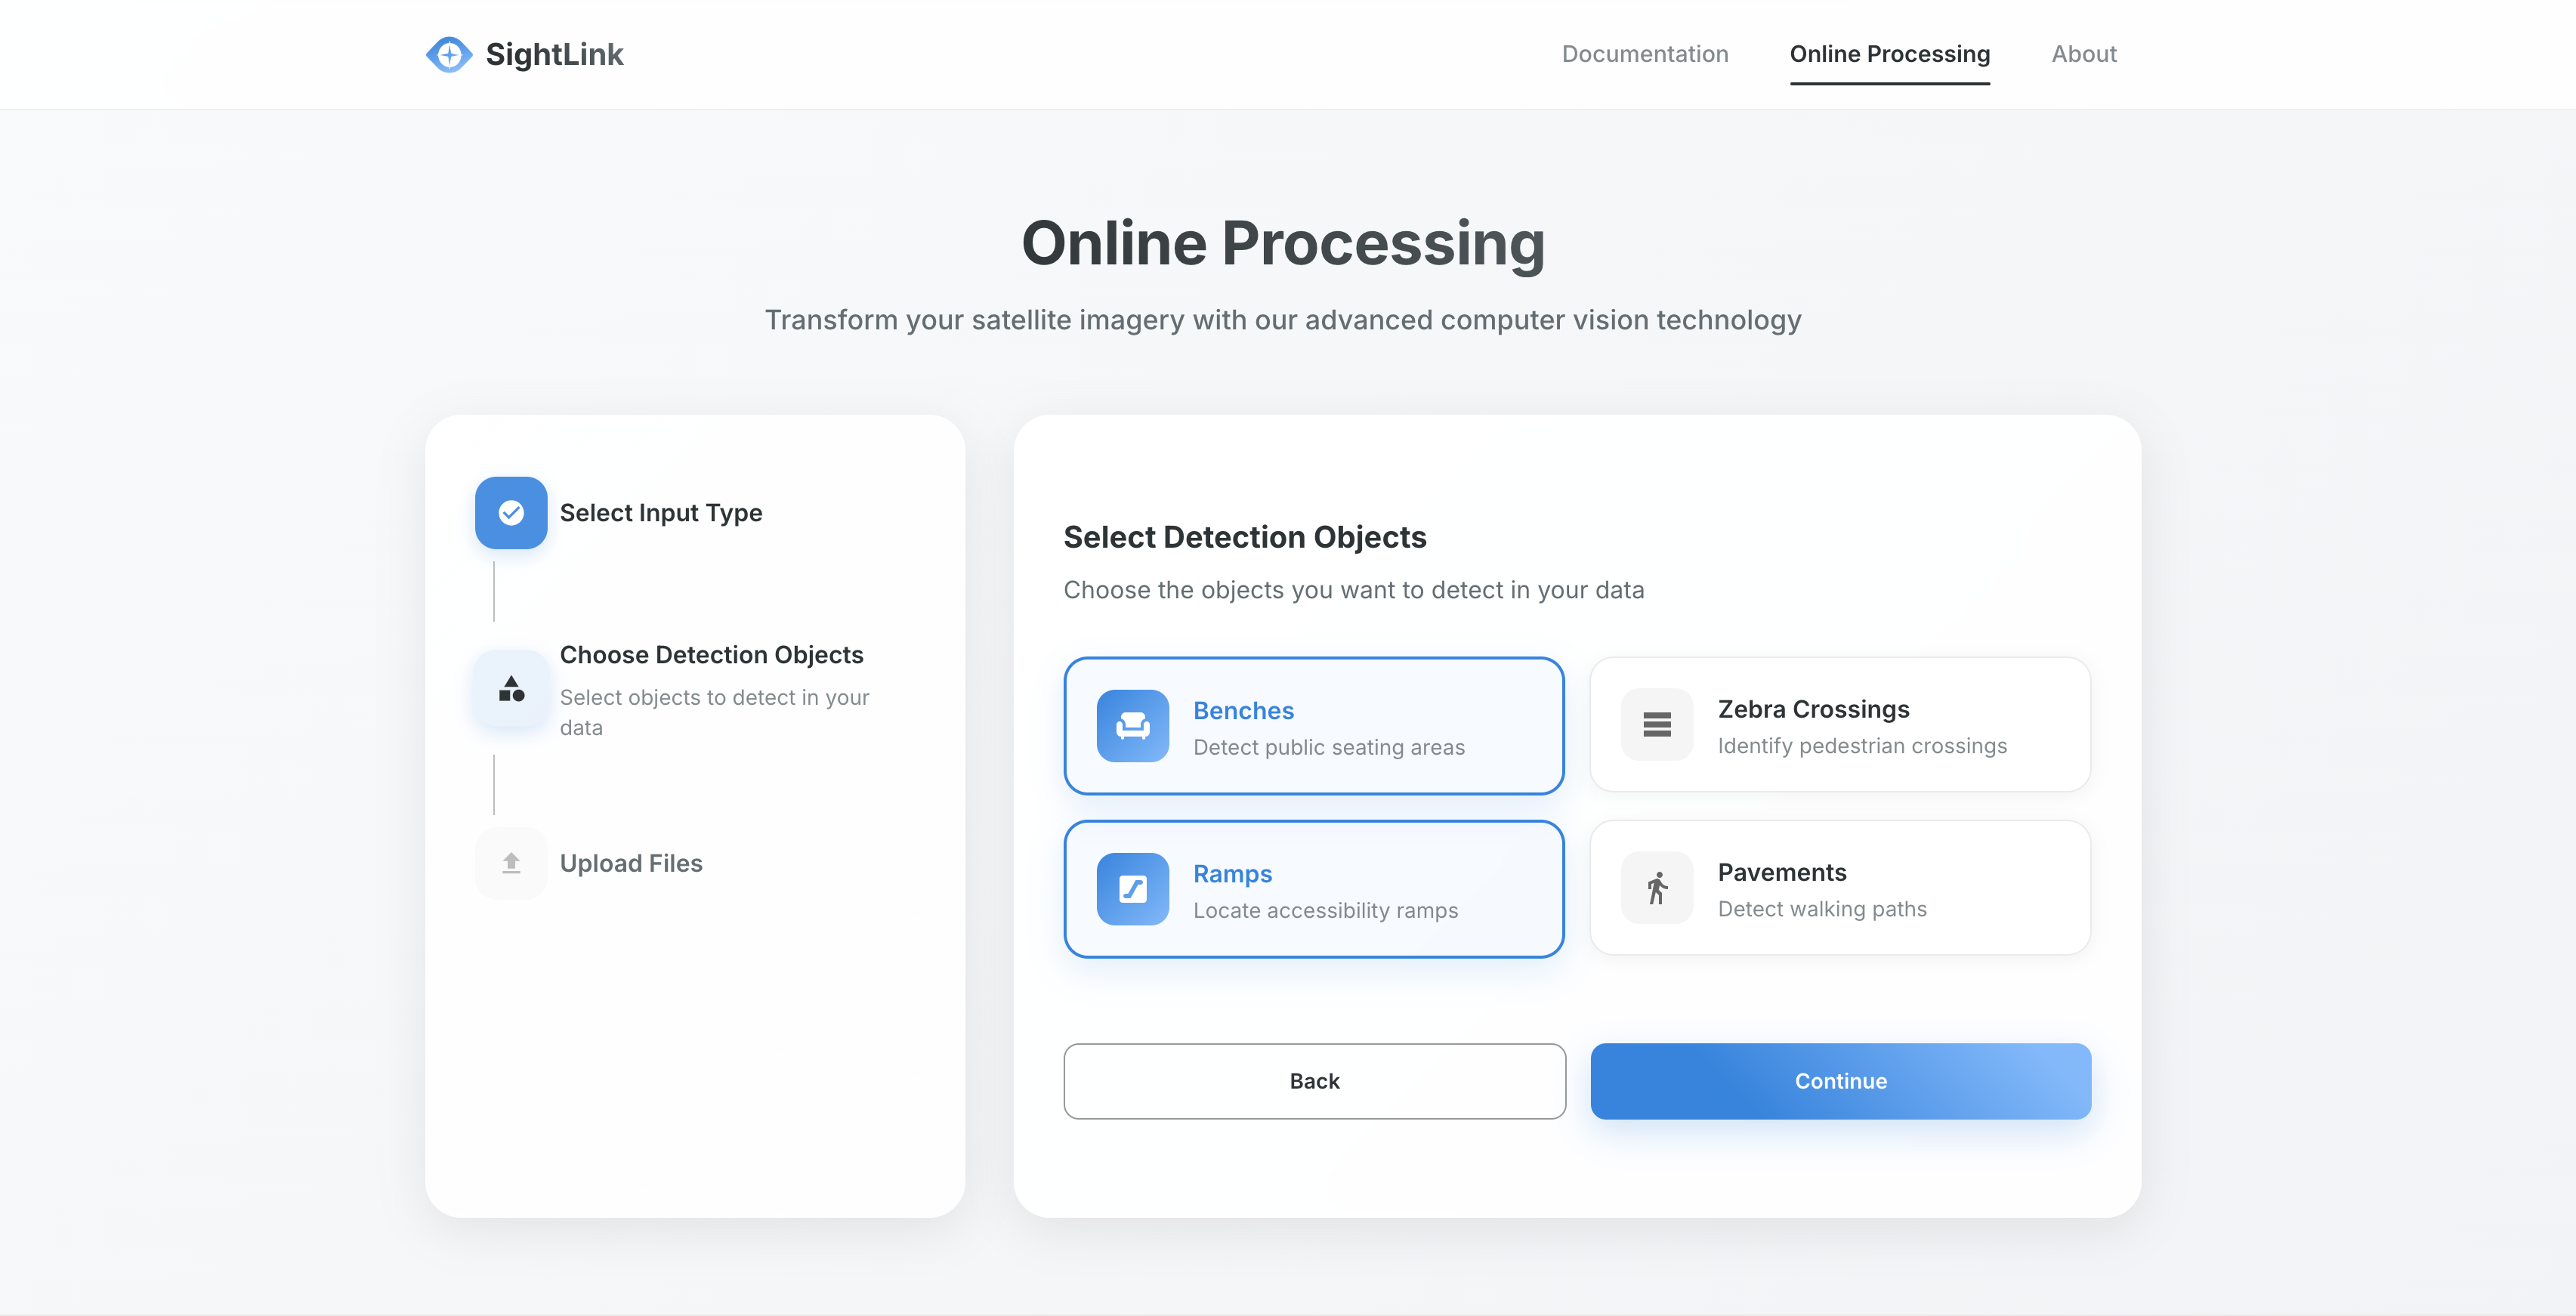 SightLink
Documentation
Online Processing
About
Online Processing
Transform your satellite imagery with our advanced computer vision technology
Select Input Type
Choose Detection Objects
Select objects to detect in your
data
Upload Files
Select Detection Objects
Choose the objects you want to detect in your data
Benches
Detect public seating areas
Zebra Crossings
Identify pedestrian crossings
Ramps
Locate accessibility ramps
Pavements
Detect walking paths
Back
Continue